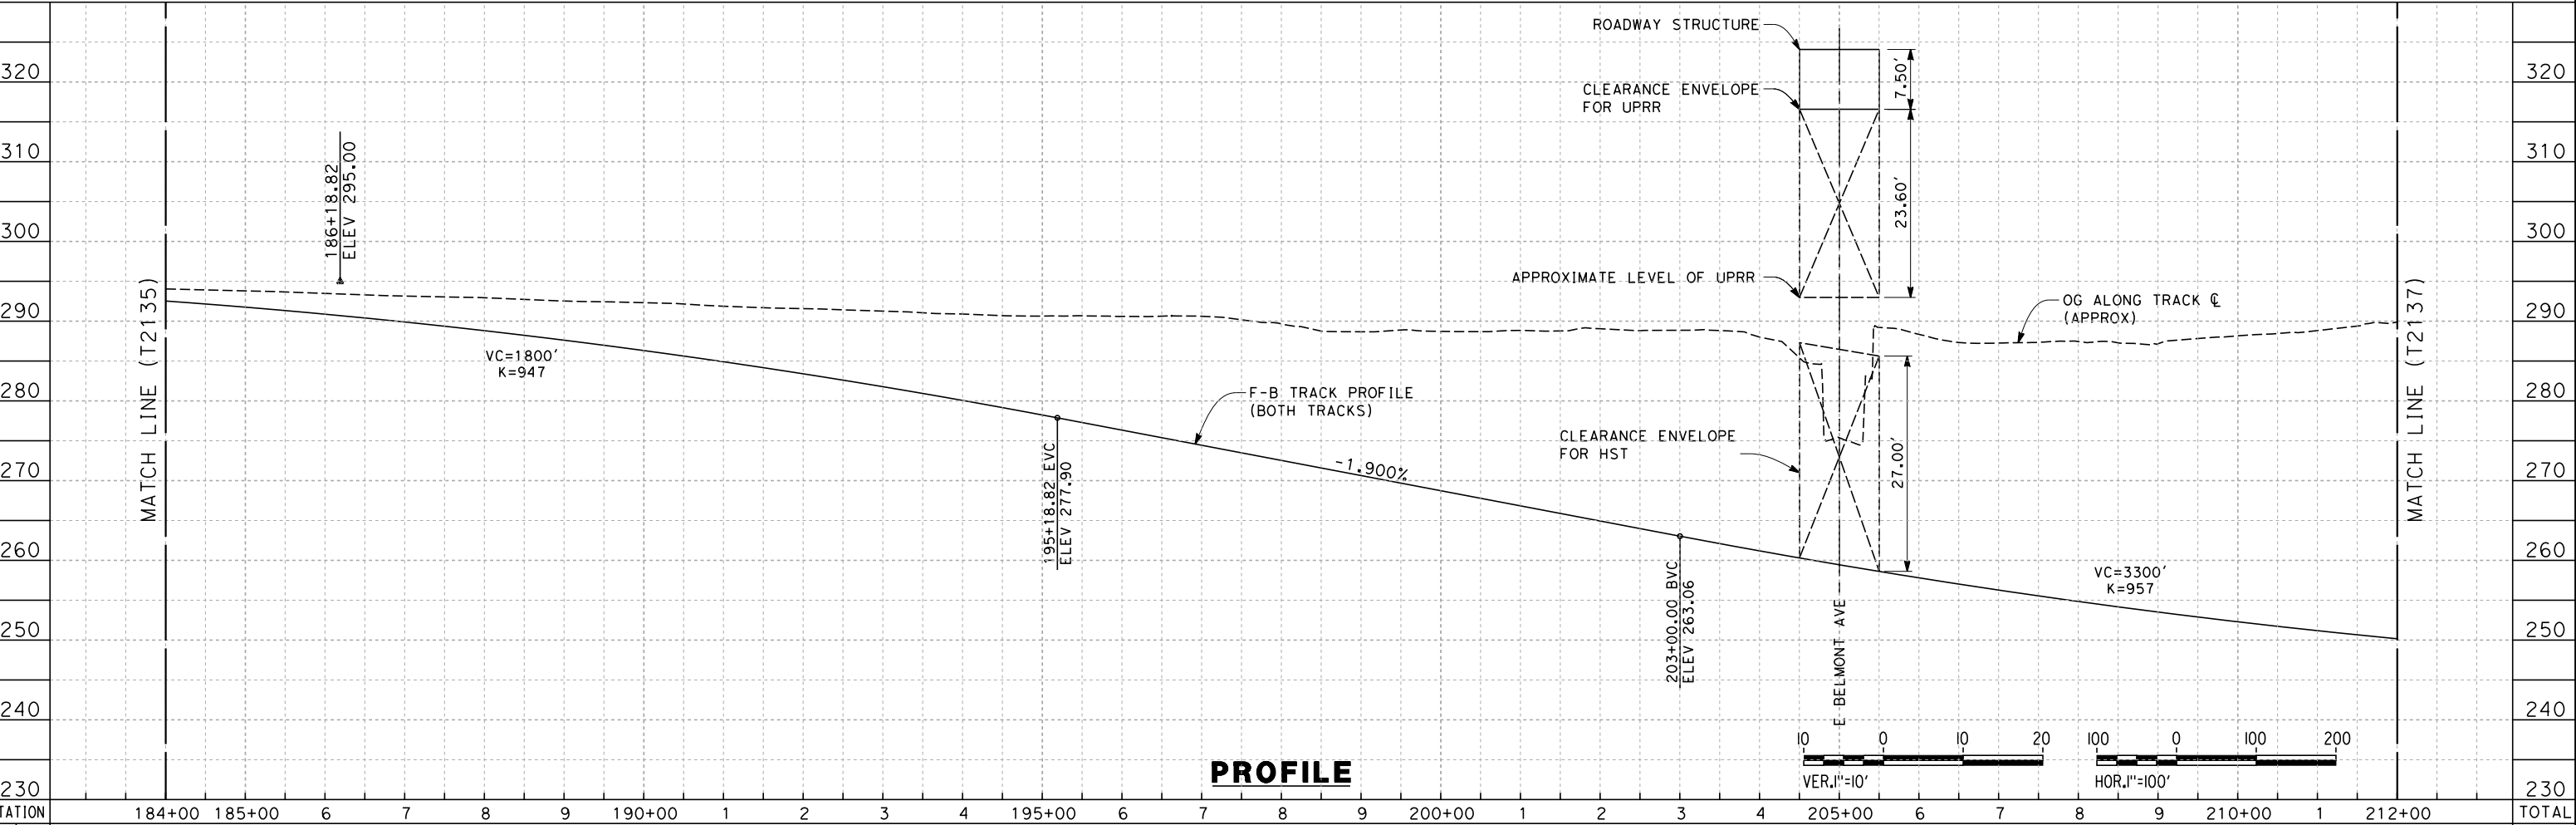 ROADWAY STRUCTURE
CLEARANCE ENVELOPE
FOR UPRR
7.50'
23.60'
APPROXIMATE LEVEL OF UPRR
OG ALONG TRACK ℄
(APPROX)
320
310
300
290
280
270
260
250
240
230
MATCH LINE (T2135)
186+18.82
ELEV 295.00
VC=1800'
K=947
F-B TRACK PROFILE
(BOTH TRACKS)
195+18.82 EVC
ELEV 277.90
-1.900%
CLEARANCE ENVELOPE
FOR HST
27.00'
203+00.00 BVC
ELEV 263.06
E BELMONT AVE
VC=3300'
K=957
MATCH LINE (T2137)
320
310
300
290
280
270
260
250
240
230
PROFILE
10 0 10 20
VER.1"=10'
100 0 100 200
HOR.1"=100'
TATION 184+00 185+00 6 7 8 9 190+00 1 2 3 4 195+00 6 7 8 9 200+00 1 2 3 4 205+00 6 7 8 9 210+00 1 212+00 TOTAL